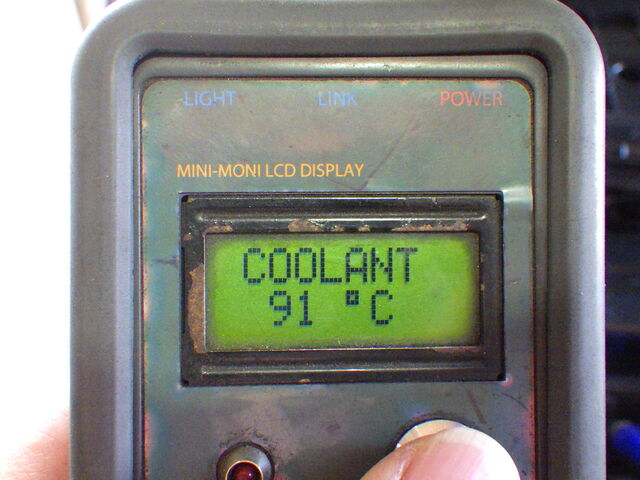 LIGHT LINK POWER
MINI-MONI LCD DISPLAY
COOLANT
91 °C